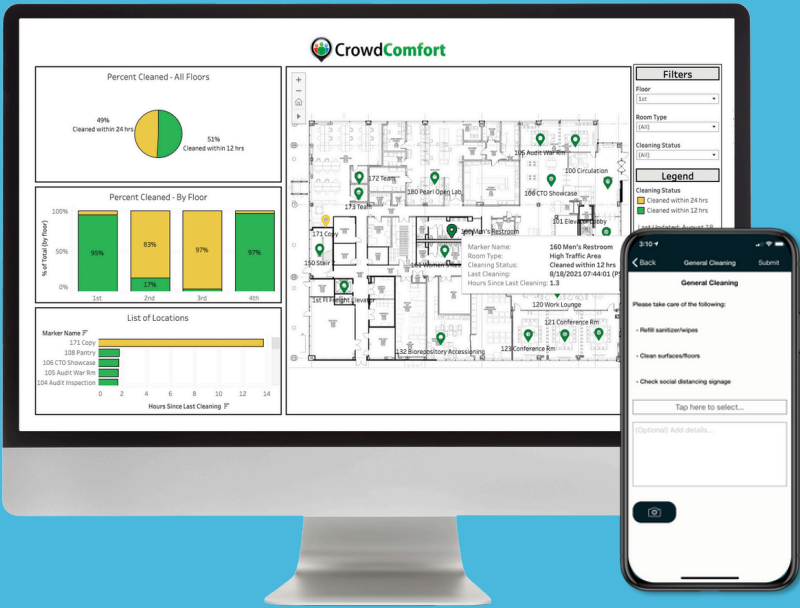 CrowdComfort
Percent Cleaned - All Floors
49%
Cleaned within 24 hrs
51%
Cleaned within 12 hrs
Percent Cleaned - By Floor
% of Total (by floor)
100%
50%
0%
95%
83%
17%
97%
97%
1st
2nd
3rd
4th
List of Locations
Marker Name
171 Copy
108 Pantry
106 CTO Showcase
105 Audit War Rm
104 Audit Inspection
0 2 4 6 8 10 12 14
Hours Since Last Cleaning
105 Audit War Rm
100 Circulation
172 Team
180 Pearl Open Lab
106 CTO Showcase
173 Team
101 Elevator Lobby
171 Copy
160 Men's Restroom
150 Stair
Marker Name: 160 Men's Restroom
Room Type: High Traffic Area
Cleaning Status: Cleaned within 12 hrs
Last Cleaning: 8/18/2021 07:44:01
Hours Since Last Cleaning: 1.3
1st Fl Freight Elevator
120 Work Lounge
121 Conference Rm
123 Conference Rm
132 Biorepository Accessioning
Filters
Floor
1st
Room Type
(All)
Cleaning Status
(All)
Legend
Cleaning Status
Cleaned within 24 hrs
Cleaned within 12 hrs
Last Updated: August 18
3:10
Back
General Cleaning
Submit
General Cleaning
Please take care of the following:
- Refill sanitizer/wipes
- Clean surfaces/floors
- Check social distancing signage
Tap here to select...
(Optional) Add details...